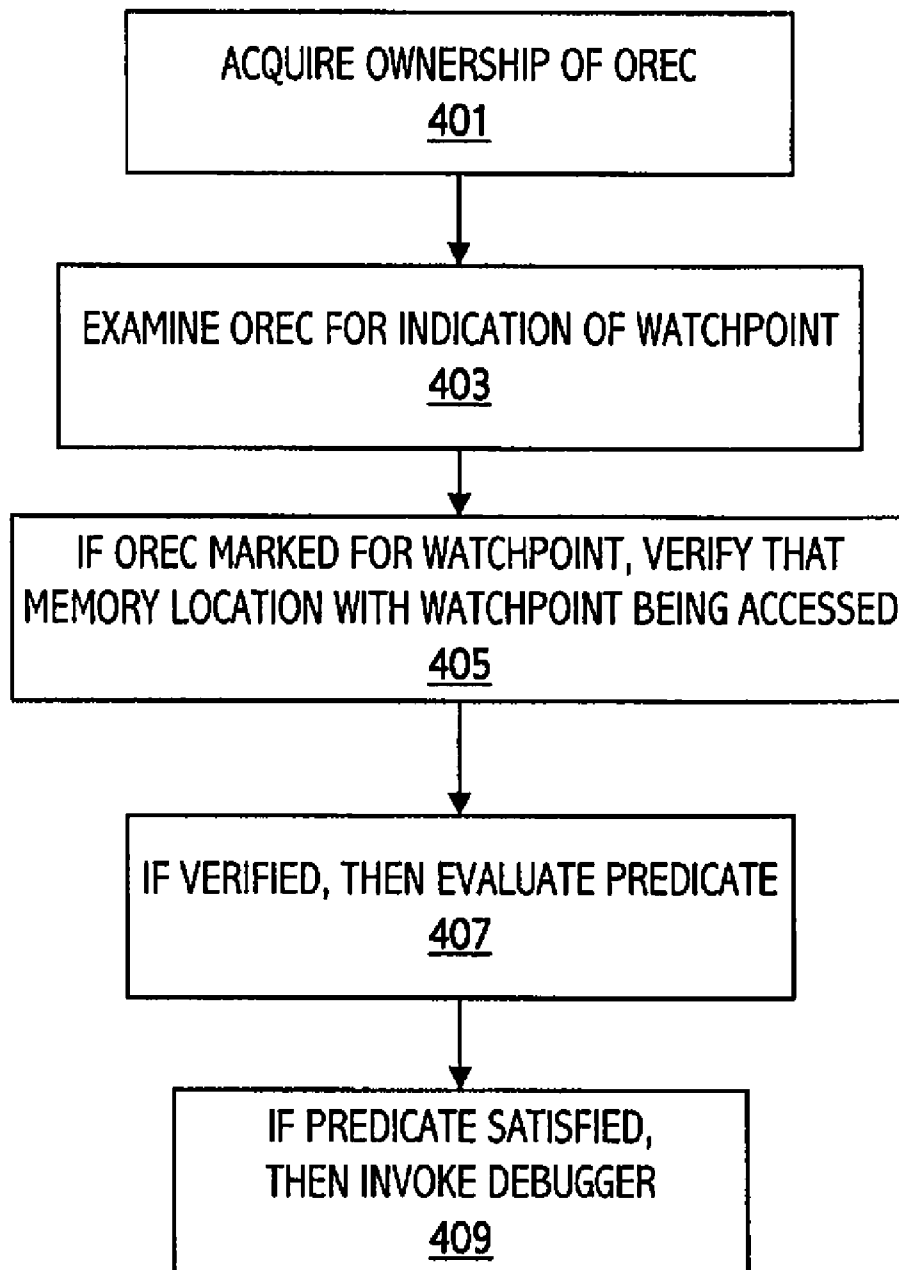 ACQUIRE OWNERSHIP OF OREC
401
EXAMINE OREC FOR INDICATION OF WATCHPOINT
403
IF OREC MARKED FOR WATCHPOINT, VERIFY THAT
MEMORY LOCATION WITH WATCHPOINT BEING ACCESSED
405
IF VERIFIED, THEN EVALUATE PREDICATE
407
IF PREDICATE SATISFIED,
THEN INVOKE DEBUGGER
409